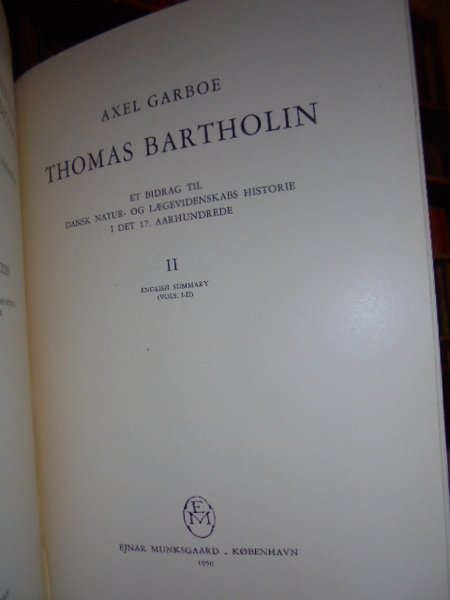 AXEL GARBOE
THOMAS BARTHOLIN
ET BIDRAG TIL
DANSK NATUR- OG LÆGEVIDENSKABS HISTORIE
I DET 17. AARHUNDREDE
II
ENGLISH SUMMARY
(VOLS. I-II)
EM
EJNAR MUNKSGAARD . KØBENHAVN
1950